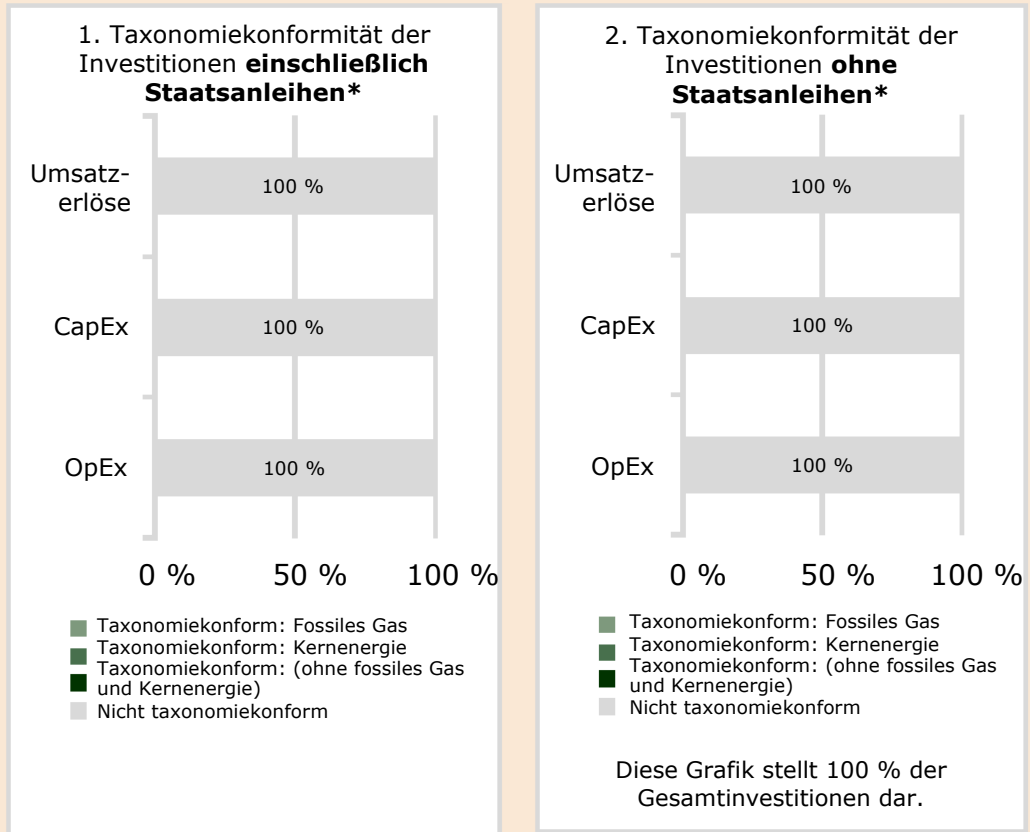 1. Taxonomiekonformität der
Investitionen einschließlich
Staatsanleihen*
Umsatz-
erlöse
100 %
CapEx
100 %
OpEx
100 %
0 %
50 %
100 %
Taxonomiekonform: Fossiles Gas
Taxonomiekonform: Kernenergie
Taxonomiekonform: (ohne fossiles Gas
und Kernenergie)
Nicht taxonomiekonform
2. Taxonomiekonformität der
Investitionen ohne
Staatsanleihen*
Umsatz-
erlöse
100 %
CapEx
100 %
OpEx
100 %
0 %
50 %
100 %
Taxonomiekonform: Fossiles Gas
Taxonomiekonform: Kernenergie
Taxonomiekonform: (ohne fossiles Gas
und Kernenergie)
Nicht taxonomiekonform
Diese Grafik stellt 100 % der
Gesamtinvestitionen dar.